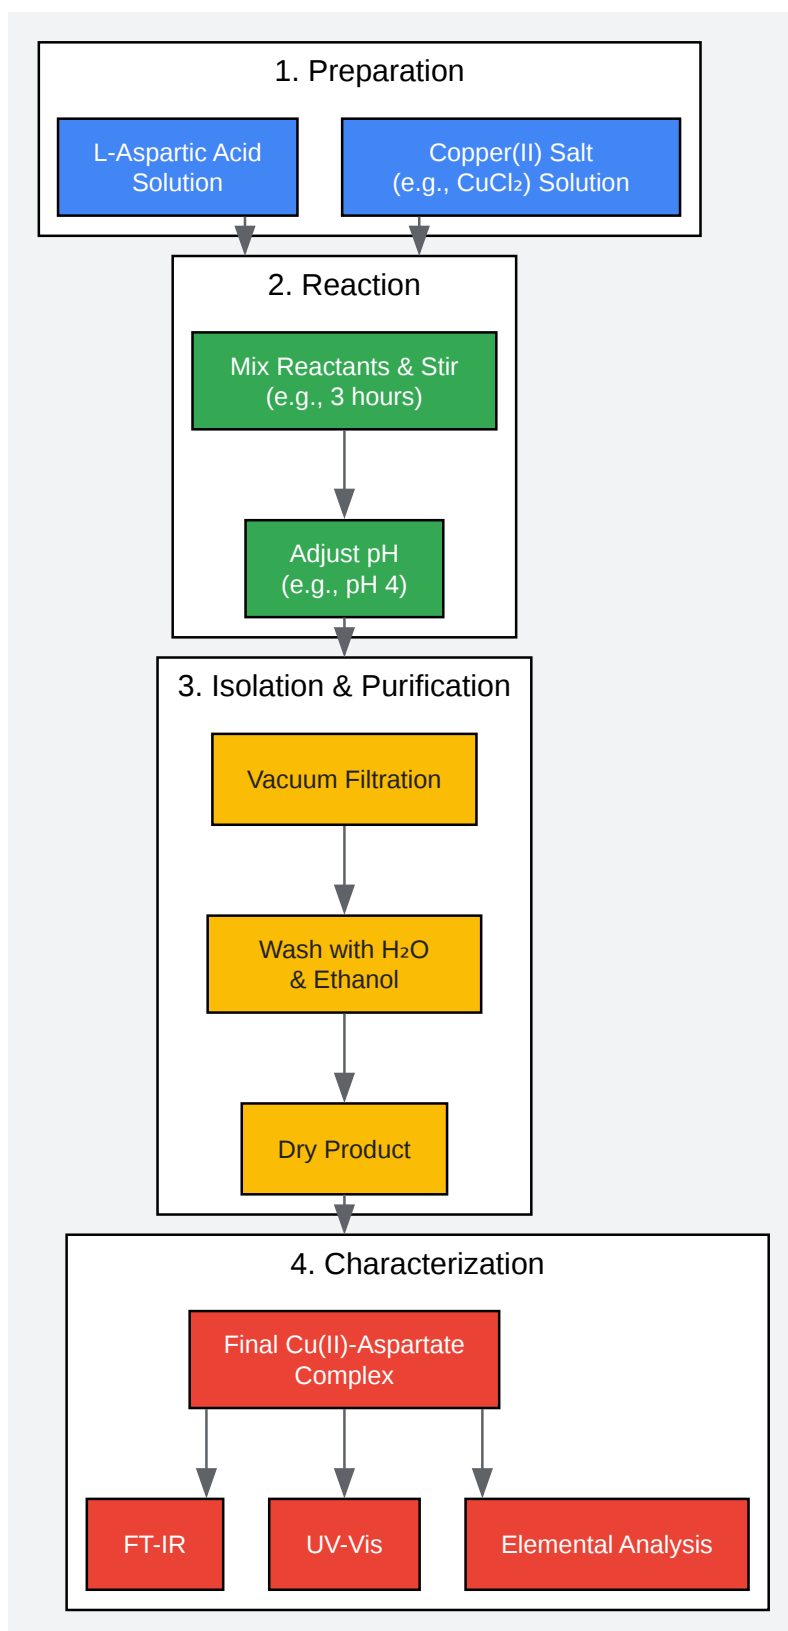 1. Preparation
L-Aspartic Acid
Solution
Copper(II) Salt
(e.g., CuCl₂) Solution
2. Reaction
Mix Reactants & Stir
(e.g., 3 hours)
Adjust pH
(e.g., pH 4)
3. Isolation & Purification
Vacuum Filtration
Wash with H₂O
& Ethanol
Dry Product
4. Characterization
Final Cu(II)-Aspartate
Complex
FT-IR
UV-Vis
Elemental Analysis